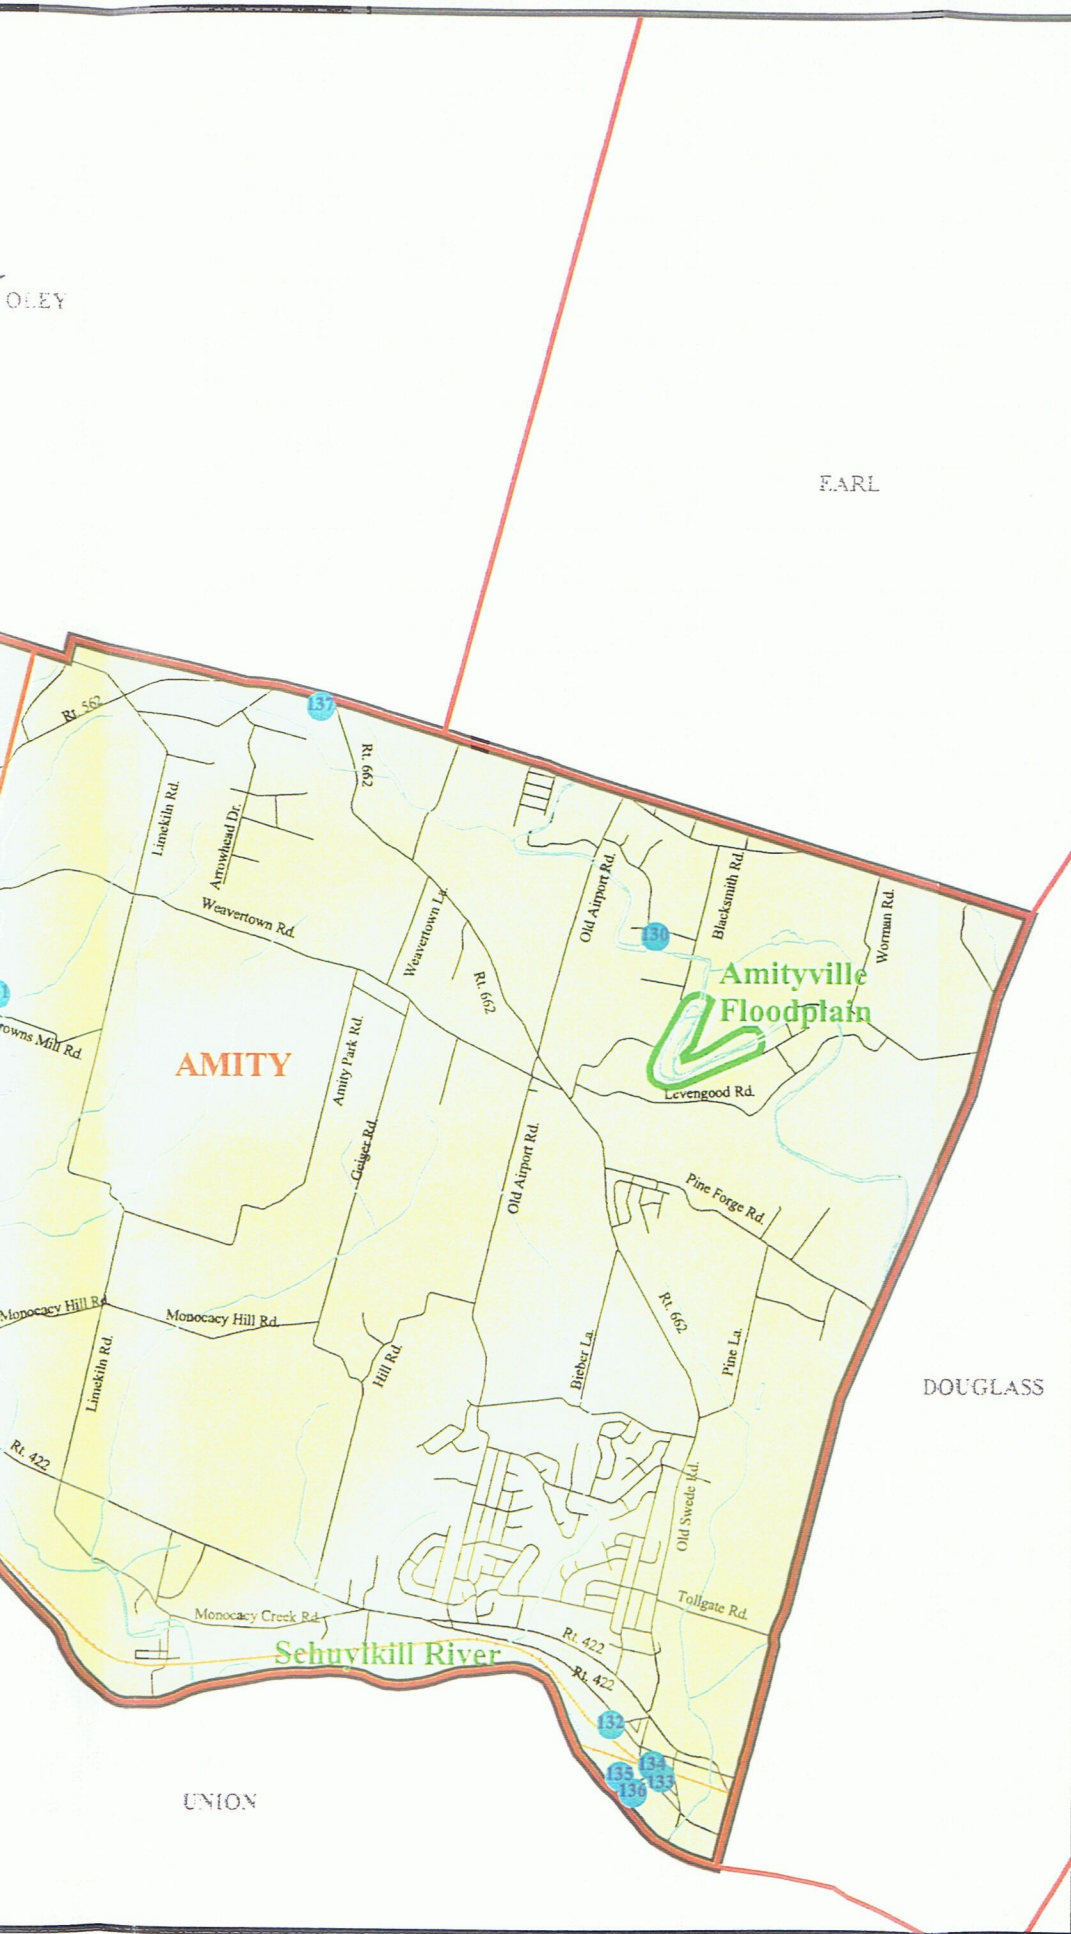 OLEY
EARL
137
Rt. 562
Rt. 662
Limekiln Rd.
Arrowhead Dr.
Weavertown Rd.
Weavertown La.
Old Airport Rd.
Blacksmith Rd.
Worman Rd.
130
Rt. 662
Amityville
Floodplain
1
rowns Mill Rd.
AMITY
Amity Park Rd.
Geiger Rd.
Levengood Rd.
Old Airport Rd.
Pine Forge Rd.
Monocacy Hill Rd.
Monocacy Hill Rd.
Rt. 662
Limekiln Rd.
Hill Rd.
Bieber La.
Pine La.
DOUGLASS
Rt. 422
Old Swede Rd.
Tollgate Rd.
Monocacy Creek Rd.
Rt. 422
Schuylkill River
Rt. 422
132
134
135
133
136
UNION